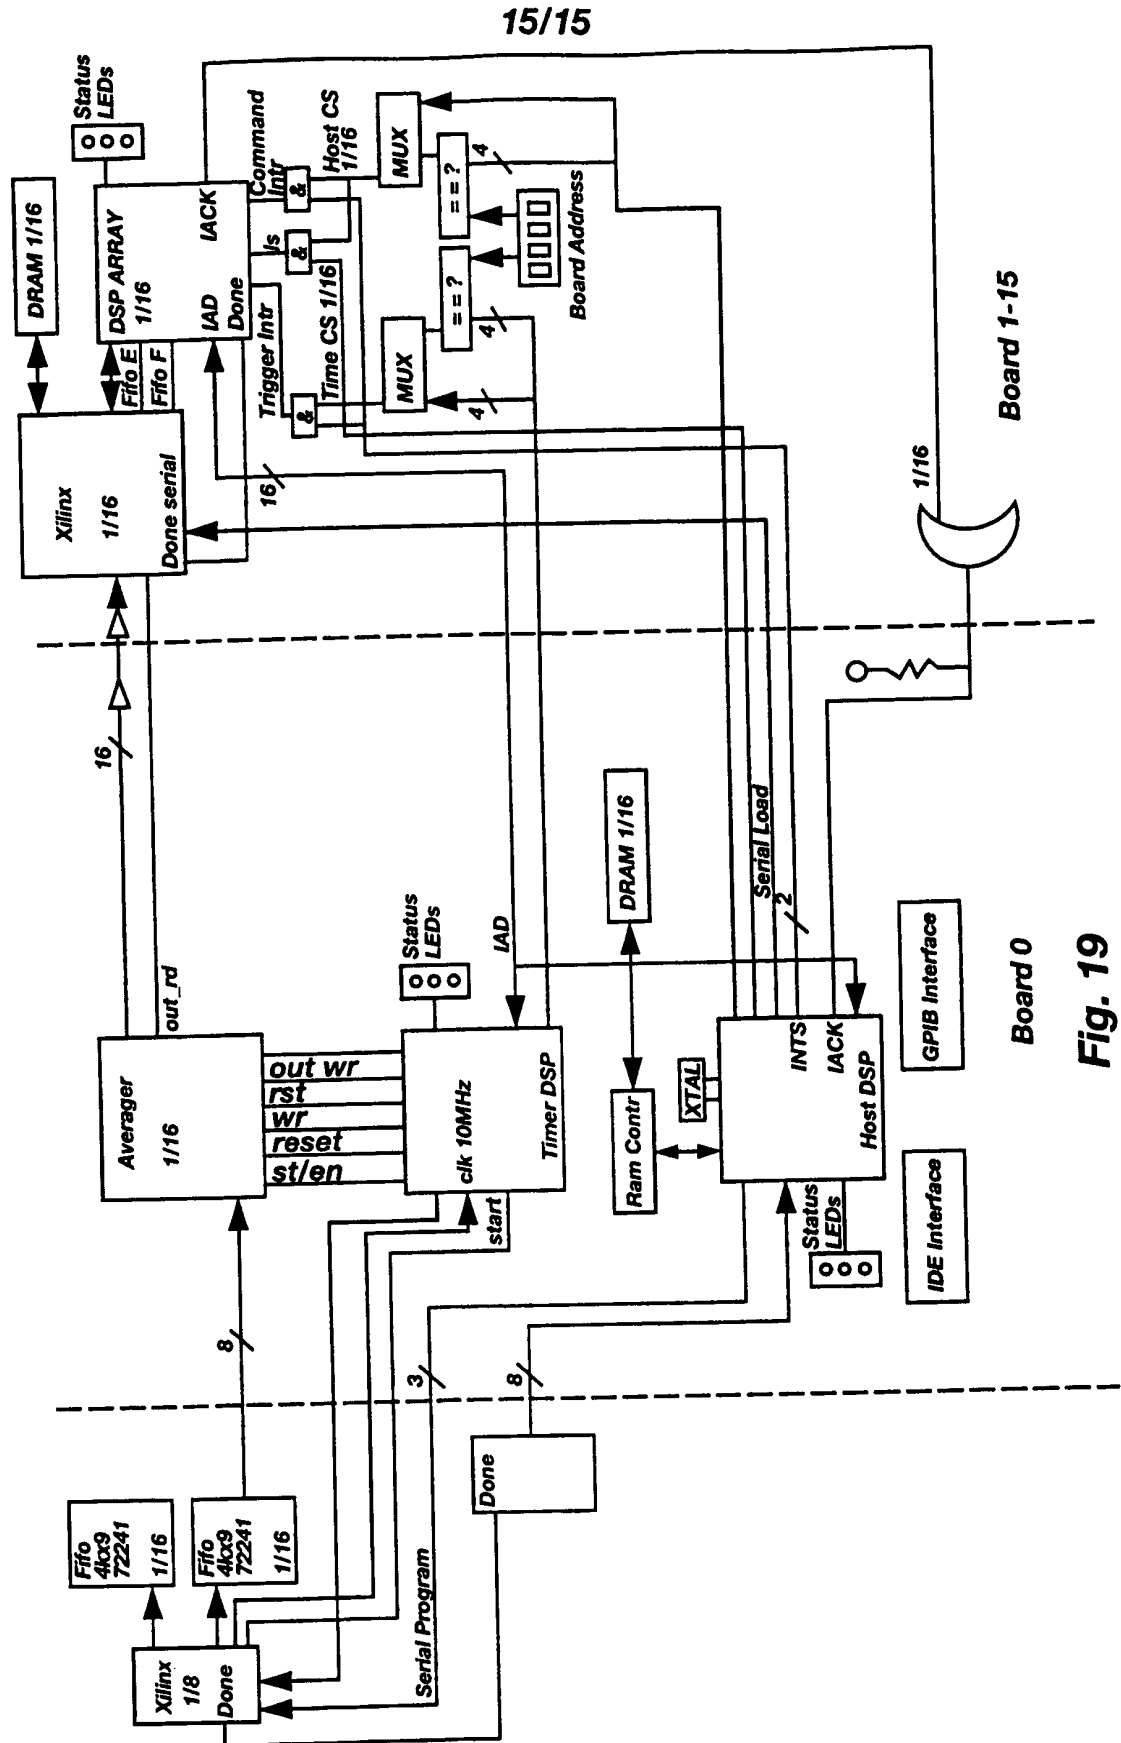 15/15
Fifo
4kx9
72241
1/16
Fifo
4kx9
72241
1/16
Xilinx
1/8
Done
Serial Program
Done
8
3
8
Averager
1/16
out_rd
16
out wr
rst
wr
reset
st/en
clk 10MHz
Timer DSP
start
Status
LEDs
IAD
Ram Contr
DRAM 1/16
XTAL
INTS
IACK
Host DSP
Status
LEDs
Serial Load
2
IDE Interface
GPIB Interface
Board 0
Xilinx
1/16
Done serial
DRAM 1/16
Fifo E
Fifo F
DSP ARRAY
1/16
IAD
Done
IACK
Status
LEDs
Trigger Intr
Is
Command
Intr
&
&
&
Time CS 1/16
Host CS
1/16
MUX
MUX
= = ?
= = ?
4
4
4
16
Board Address
1/16
Board 1-15
Fig. 19